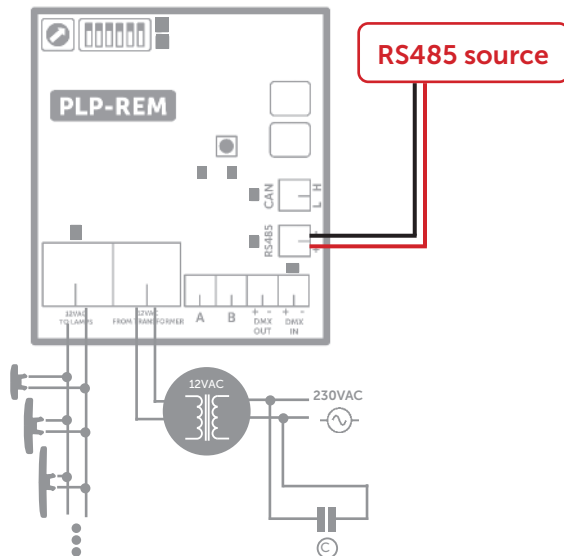 RS485 source
PLP-REM
CAN
H
L
RS485
+
12VAC
TO LAMPS
12VAC
FROM TRANSFORMER
A
B
+ -
DMX
OUT
+ -
DMX
IN
12VAC
230VAC
C